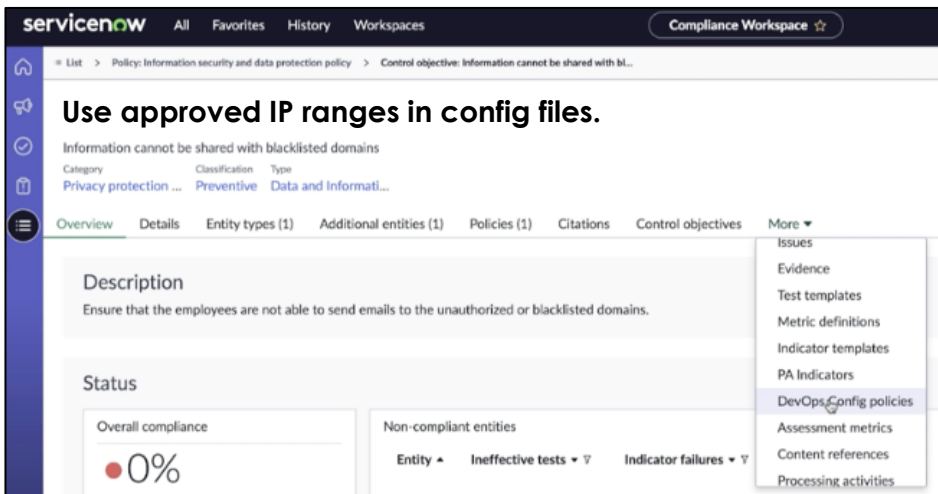 servicenow All Favorites History Workspaces Compliance Workspace ☆
List > Policy: Information security and data protection policy > Control objective: Information cannot be shared with bl...
Use approved IP ranges in config files.
Information cannot be shared with blacklisted domains
Category Classification Type
Privacy protection ... Preventive Data and Informati...
Overview Details Entity types (1) Additional entities (1) Policies (1) Citations Control objectives More
Issues
Evidence
Test templates
Metric definitions
Indicator templates
PA Indicators
DevOps Config policies
Assessment metrics
Content references
Processing activities
Description
Ensure that the employees are not able to send emails to the unauthorized or blacklisted domains.
Status
Overall compliance
0%
Non-compliant entities
Entity Ineffective tests Indicator failures